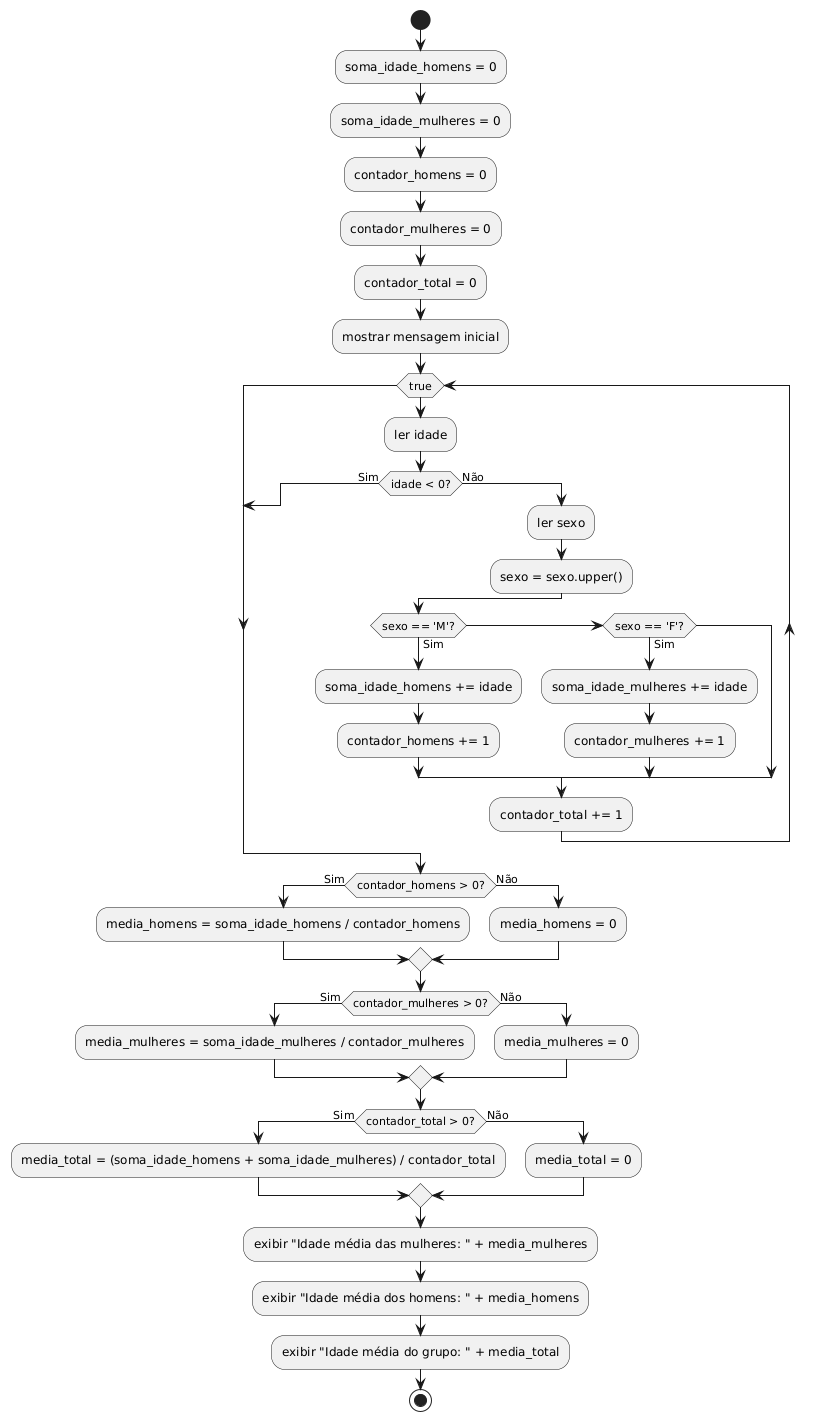 soma_idade_homens = 0
soma_idade_mulheres = 0
contador_homens = 0
contador_mulheres = 0
contador_total = 0
mostrar mensagem inicial
true
ler idade
Sim
idade < 0?
Não
ler sexo
sexo = sexo.upper()
sexo == 'M'?
sexo == 'F'?
Sim
Sim
soma_idade_homens += idade
soma_idade_mulheres += idade
contador_homens += 1
contador_mulheres += 1
contador_total += 1
Sim
contador_homens > 0?
Não
media_homens = soma_idade_homens / contador_homens
media_homens = 0
Sim
contador_mulheres > 0?
Não
media_mulheres = soma_idade_mulheres / contador_mulheres
media_mulheres = 0
Sim
contador_total > 0?
Não
media_total = (soma_idade_homens + soma_idade_mulheres) / contador_total
media_total = 0
exibir "Idade média das mulheres: " + media_mulheres
exibir "Idade média dos homens: " + media_homens
exibir "Idade média do grupo: " + media_total